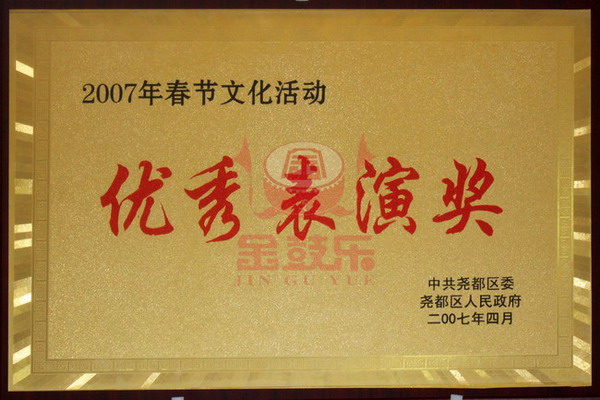 2007年春节文化活动
优秀表演奖
金鼓乐
JIN GU YUE
中共尧都区委
尧都区人民政府
二00七年四月